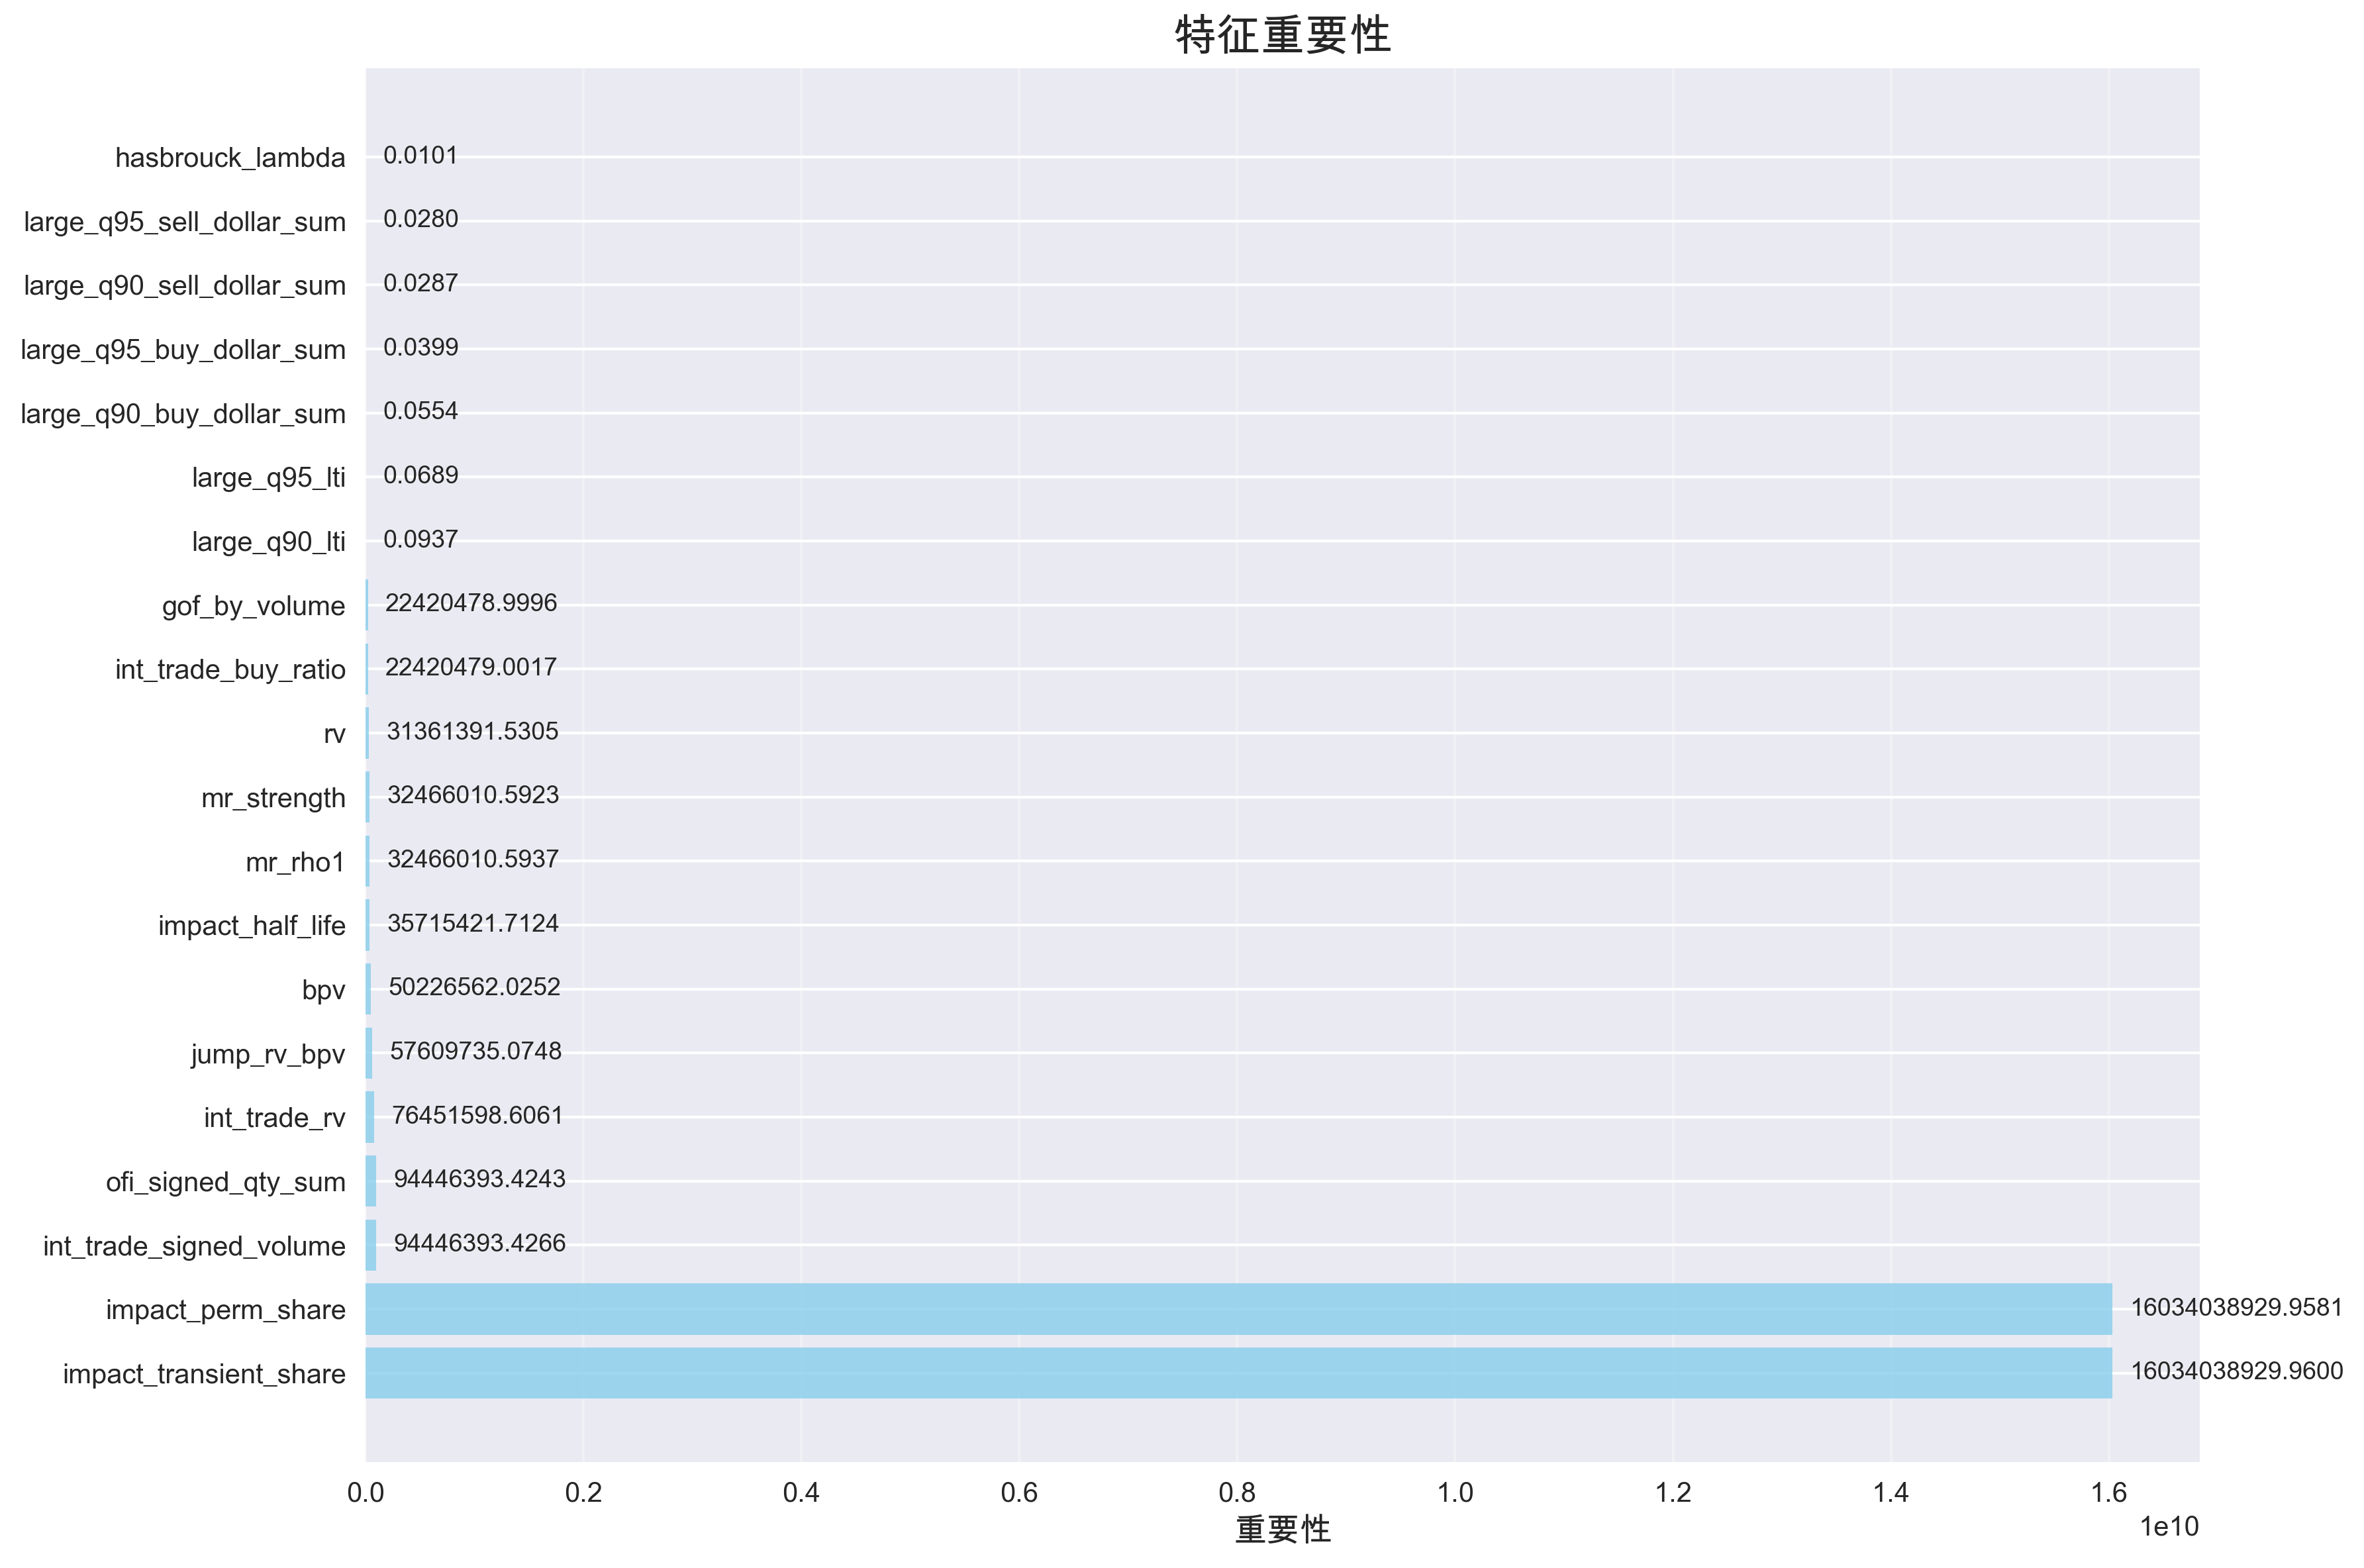 特征重要性
hasbrouck_lambda 0.0101
large_q95_sell_dollar_sum 0.0280
large_q90_sell_dollar_sum 0.0287
large_q95_buy_dollar_sum 0.0399
large_q90_buy_dollar_sum 0.0554
large_q95_lti 0.0689
large_q90_lti 0.0937
gof_by_volume 22420478.9996
int_trade_buy_ratio 22420479.0017
rv 31361391.5305
mr_strength 32466010.5923
mr_rho1 32466010.5937
impact_half_life 35715421.7124
bpv 50226562.0252
jump_rv_bpv 57609735.0748
int_trade_rv 76451598.6061
ofi_signed_qty_sum 94446393.4243
int_trade_signed_volume 94446393.4266
impact_perm_share 16034038929.9581
impact_transient_share 16034038929.9600
0.0 0.2 0.4 0.6 0.8 1.0 1.2 1.4 1.6
重要性 1e10